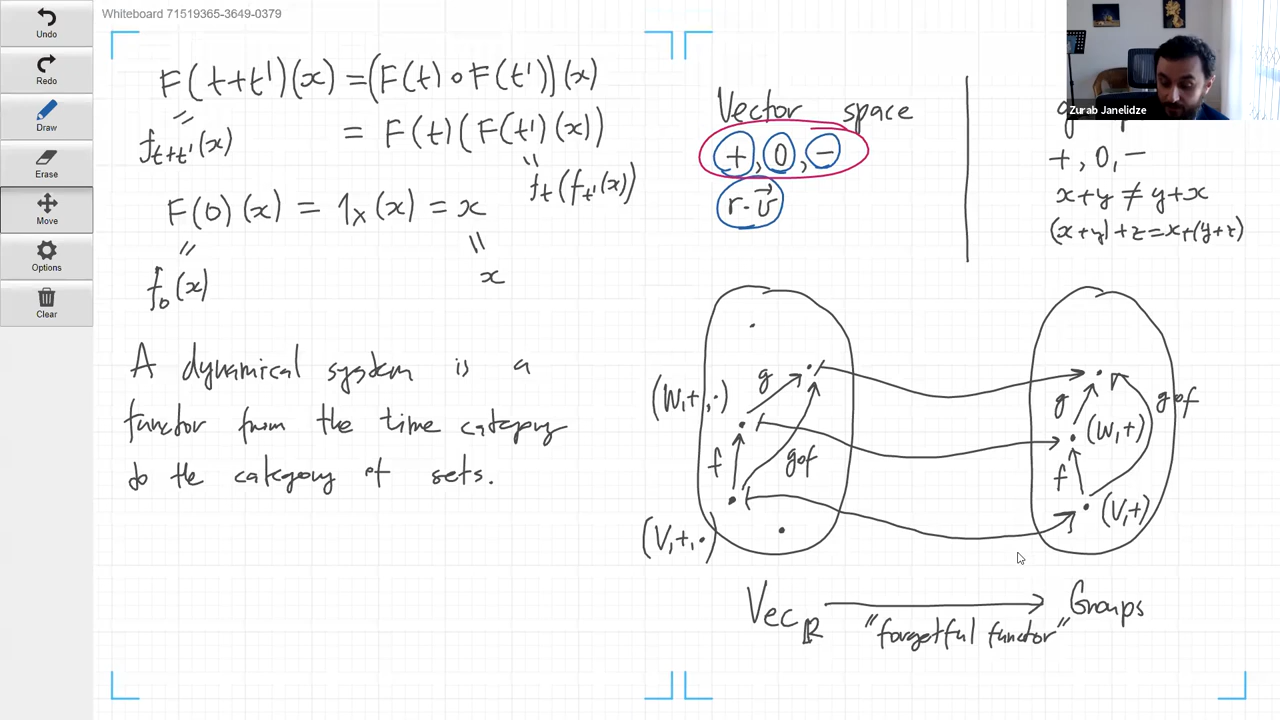 Whiteboard 71519365-3649-0379
Undo
Redo
Draw
Erase
Move
Options
Clear
F(t+t')(x) = (F(t)∘F(t'))(x)
f_{t+t'}(x)
= F(t)(F(t')(x))
f_t(f_{t'}(x))
F(0)(x) = 1_X(x) = x
f_0(x)
x
A dynamical system is a
functor from the time category
to the category of sets.
Zurab Janelidze
Vector space
+, 0, −
r·v⃗
+, 0, −
x+y ≠ y+x
(x+y)+z=x+(y+z)
(W,+,·)
g
f
g∘f
(V,+,·)
g
g∘f
(W,+)
f
(V,+)
Vec_ℝ
"forgetful functor"
Groups